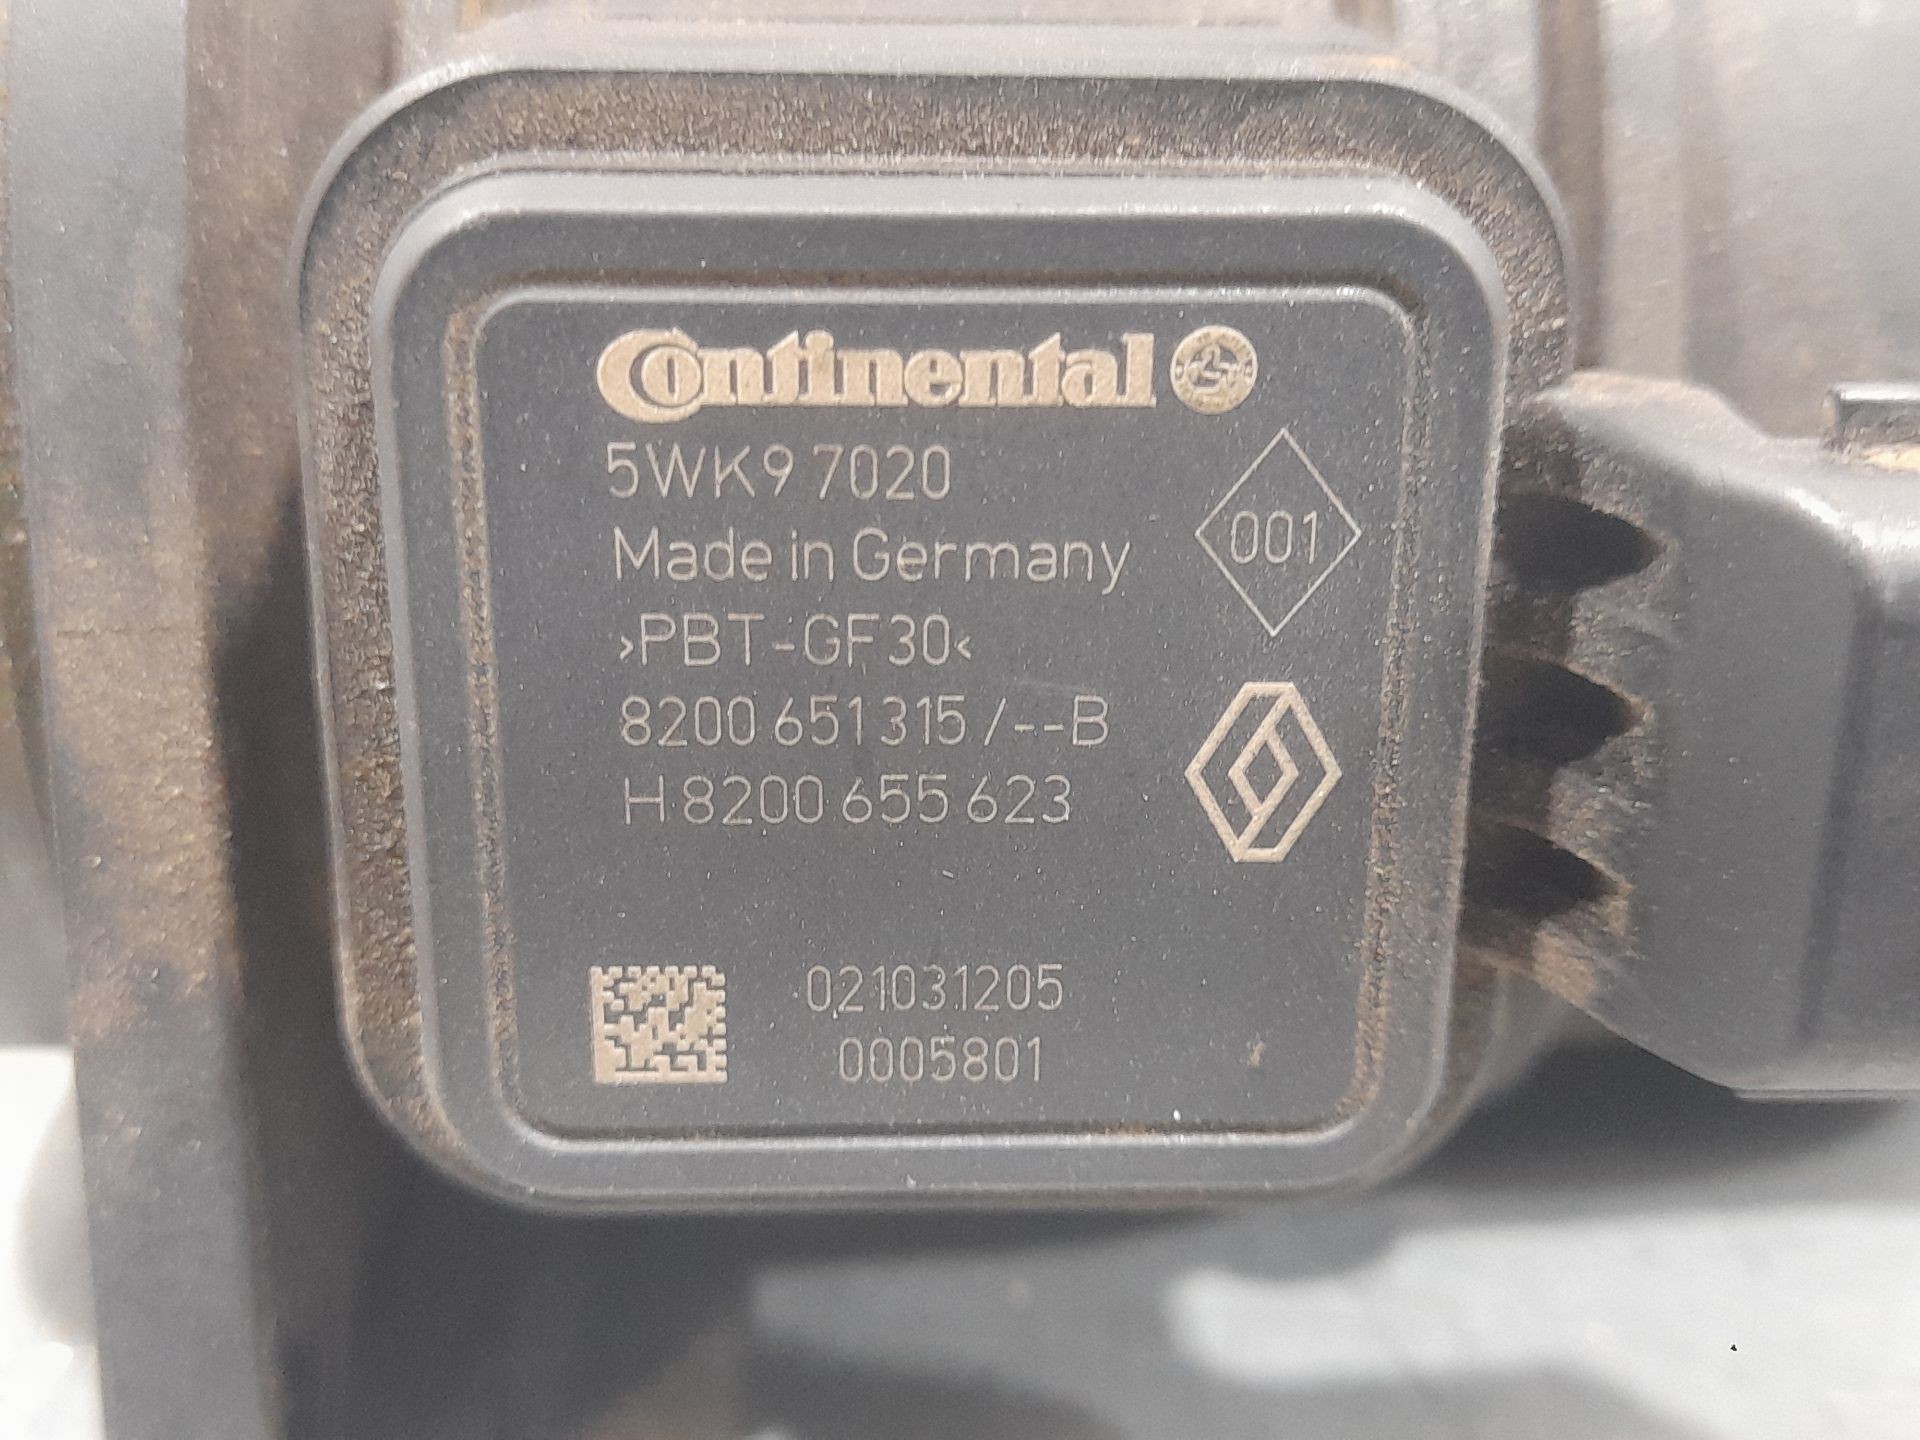 Continental
5WK9 7020
001
Made in Germany
>PBT-GF30<
8200 651 315 /--B
H 8200 655 623
021031205
0005801